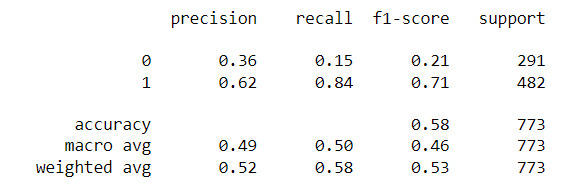 precision recall f1-score support
0 0.36 0.15 0.21 291
1 0.62 0.84 0.71 482
accuracy 0.58 773
macro avg 0.49 0.50 0.46 773
weighted avg 0.52 0.58 0.53 773